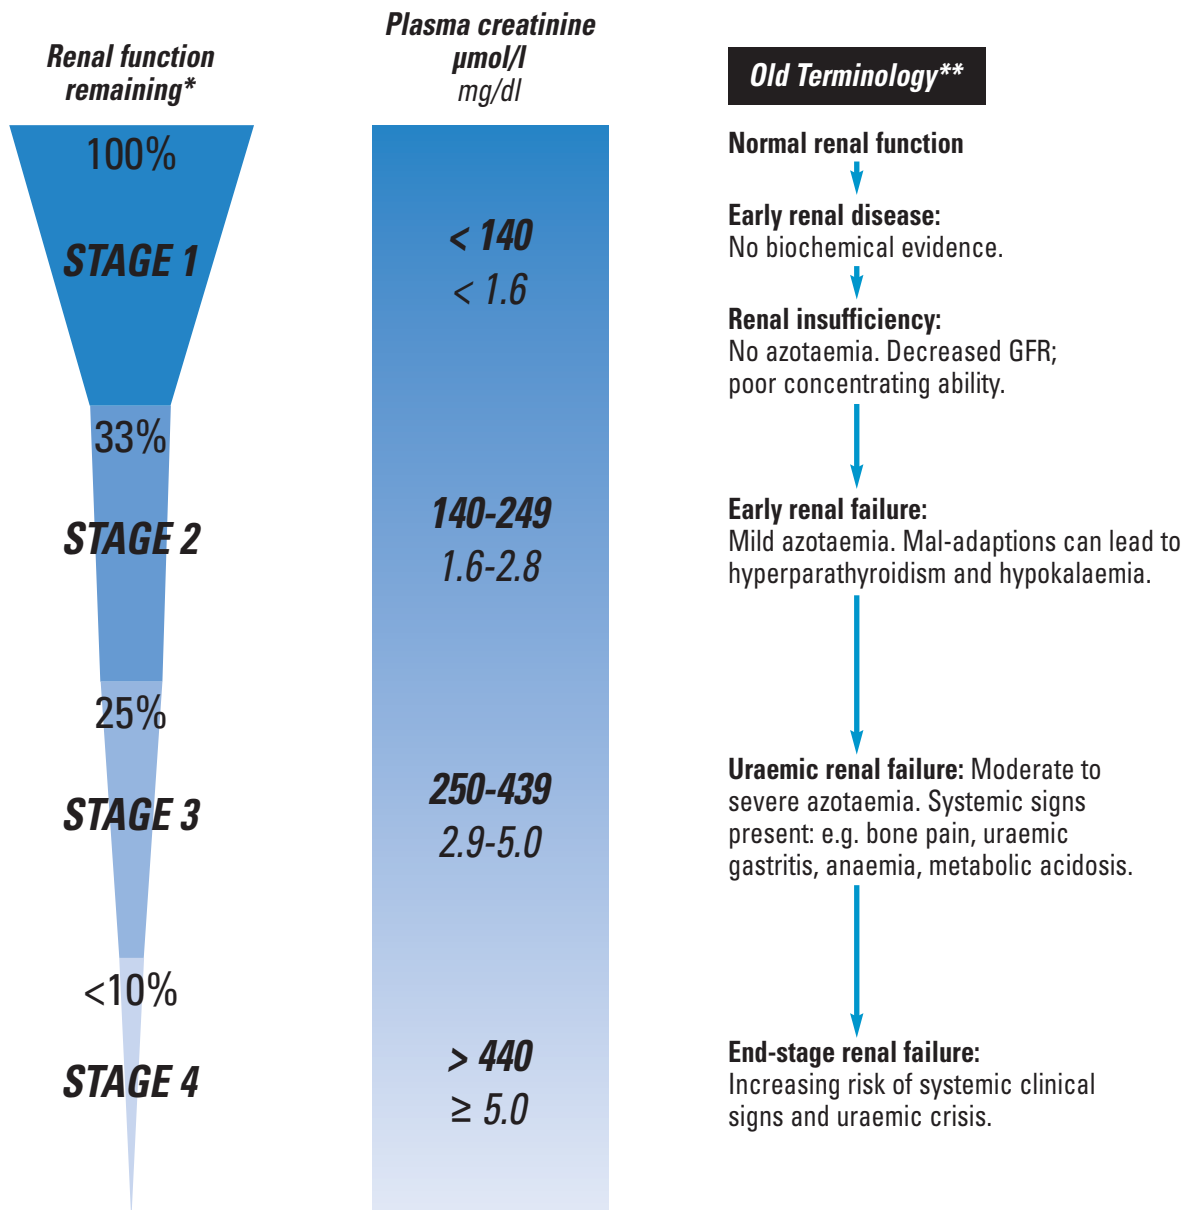 Renal function
remaining*
100%
STAGE 1
33%
STAGE 2
25%
STAGE 3
<10%
STAGE 4
Plasma creatinine
µmol/l
mg/dl
< 140
< 1.6
140-249
1.6-2.8
250-439
2.9-5.0
> 440
≥ 5.0
Old Terminology**
Normal renal function
Early renal disease:
No biochemical evidence.
Renal insufficiency:
No azotaemia. Decreased GFR;
poor concentrating ability.
Early renal failure:
Mild azotaemia. Mal-adaptions can lead to
hyperparathyroidism and hypokalaemia.
Uraemic renal failure: Moderate to
severe azotaemia. Systemic signs
present: e.g. bone pain, uraemic
gastritis, anaemia, metabolic acidosis.
End-stage renal failure:
Increasing risk of systemic clinical
signs and uraemic crisis.